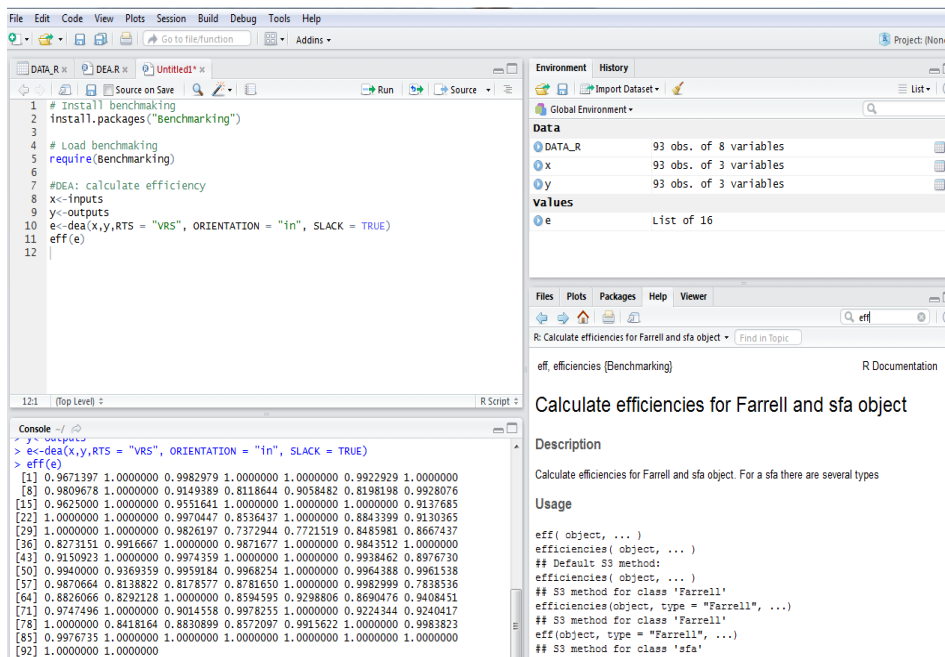 File Edit Code View Plots Session Build Debug Tools Help
Go to file/function Addins
Project: (None
DATA_R DEA.R Untitled1*
Source on Save Run Source
1 # Install benchmaking
2 install.packages("Benchmarking")
3
4 # Load benchmaking
5 require(Benchmarking)
6
7 #DEA: calculate efficiency
8 x<-inputs
9 y<-outputs
10 e<-dea(x,y,RTS = "VRS", ORIENTATION = "in", SLACK = TRUE)
11 eff(e)
12
12:1 (Top Level) R Script
Console ~/
> y<-outputs
> e<-dea(x,y,RTS = "VRS", ORIENTATION = "in", SLACK = TRUE)
> eff(e)
[1] 0.9671397 1.0000000 0.9982979 1.0000000 1.0000000 0.9922929 1.0000000
[8] 0.9809678 0.9149389 0.8118644 0.9058482 0.8198198 0.9928076
[15] 0.9625000 1.0000000 0.9551641 1.0000000 1.0000000 1.0000000 0.9137685
[22] 1.0000000 1.0000000 0.9970447 0.8536437 1.0000000 0.8843399 0.9130365
[29] 1.0000000 1.0000000 0.9826197 0.7372944 0.7721519 0.8485981 0.8667437
[36] 0.8273151 0.9916667 1.0000000 0.9871677 1.0000000 0.9843512 1.0000000
[43] 0.9150923 1.0000000 0.9974359 1.0000000 1.0000000 0.9938462 0.8976730
[50] 0.9940000 0.9369359 0.9959184 0.9968254 1.0000000 0.9964388 0.9961538
[57] 0.9870664 0.8138822 0.8178577 0.8781650 1.0000000 0.9982999 0.7838536
[64] 0.8826066 0.8292128 1.0000000 0.8594595 0.9298806 0.8690476 0.9408451
[71] 0.9747496 1.0000000 0.9014558 0.9978255 1.0000000 0.9224344 0.9240417
[78] 1.0000000 0.8418164 0.8830899 0.8572097 0.9915622 1.0000000 0.9983823
[85] 0.9976735 1.0000000 1.0000000 1.0000000 1.0000000 1.0000000 1.0000000
[92] 1.0000000 1.0000000
Environment History
Import Dataset List
Global Environment
Data
DATA_R 93 obs. of 8 variables
x 93 obs. of 3 variables
y 93 obs. of 3 variables
Values
e List of 16
Files Plots Packages Help Viewer
eff
R: Calculate efficiencies for Farrell and sfa object Find in Topic
eff, efficiencies {Benchmarking} R Documentation
Calculate efficiencies for Farrell and sfa object
Description
Calculate efficiencies for Farrell and sfa object. For a sfa there are several types
Usage
eff( object, ... )
efficiencies( object, ... )
## Default S3 method:
efficiencies( object, ... )
## S3 method for class 'Farrell'
efficiencies(object, type = "Farrell", ...)
## S3 method for class 'Farrell'
eff(object, type = "Farrell", ...)
## S3 method for class 'sfa'